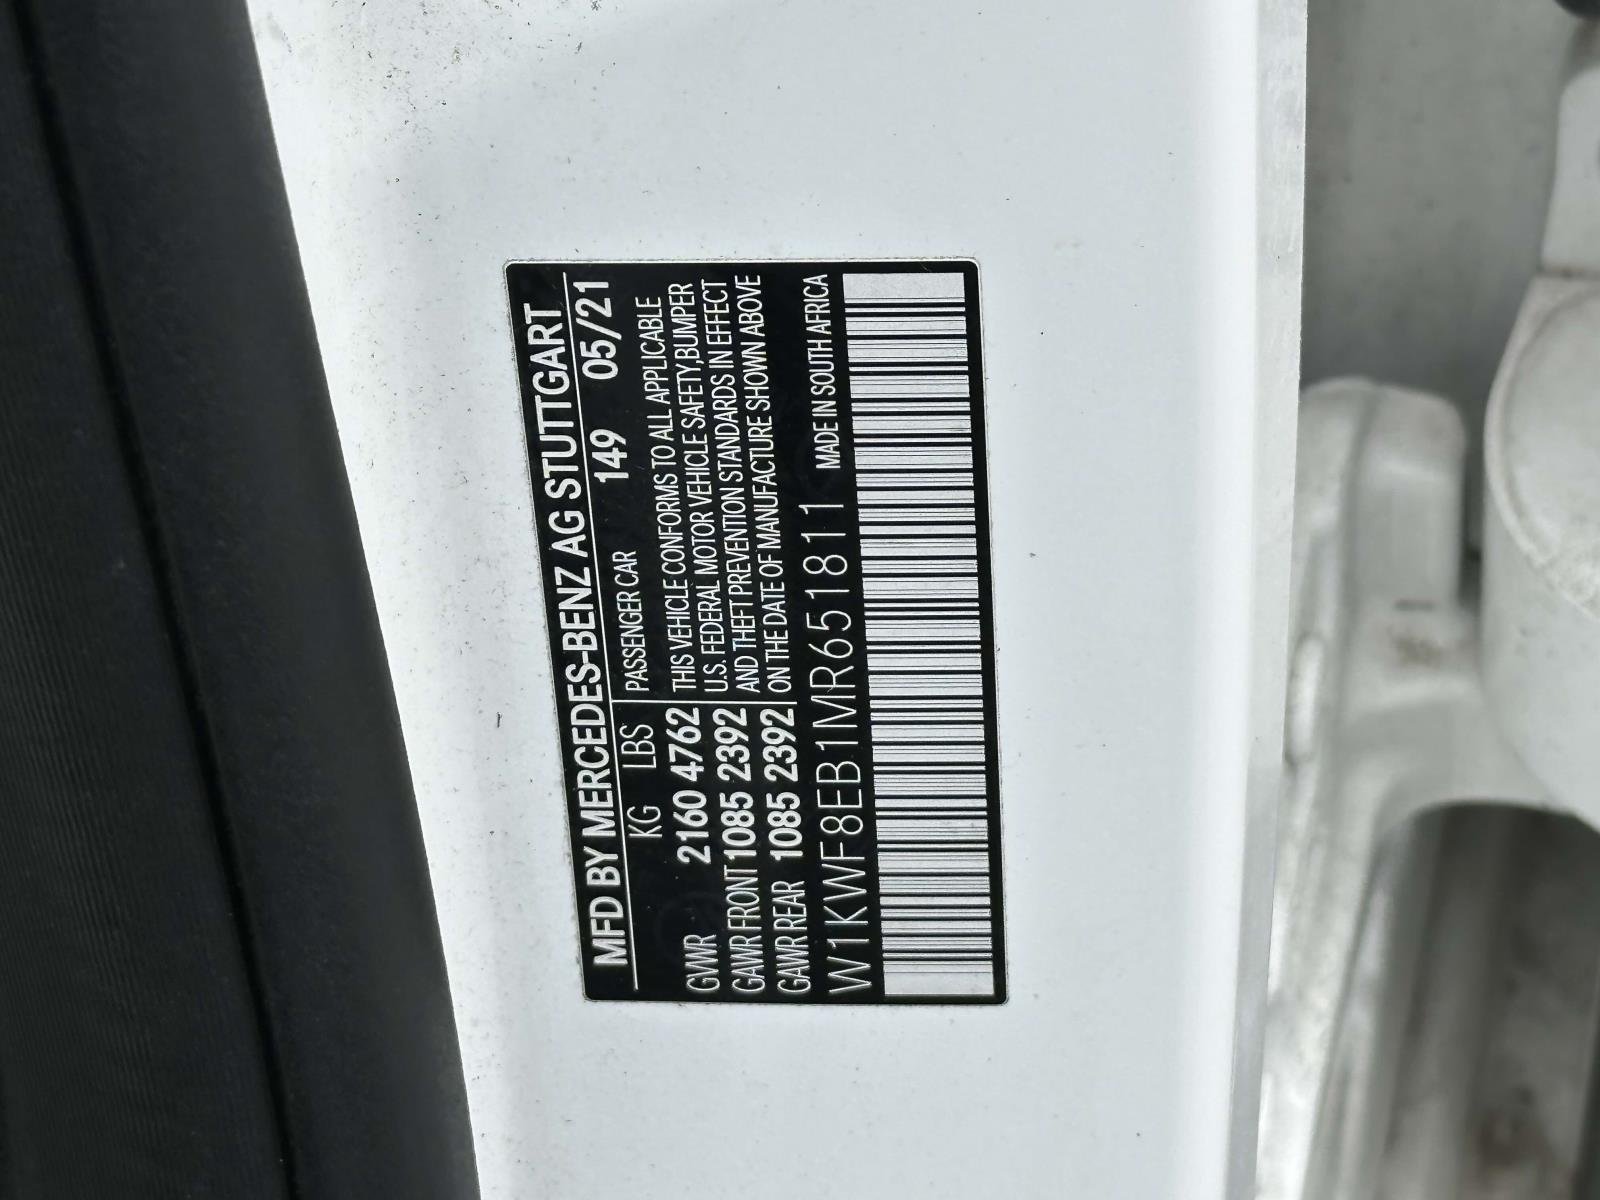 MFD BY MERCEDES-BENZ AG STUTTGART
KG LBS PASSENGER CAR 149 05/21
GVWR 2160 4762 THIS VEHICLE CONFORMS TO ALL APPLICABLE
U.S. FEDERAL MOTOR VEHICLE SAFETY,BUMPER
GAWR FRONT 1085 2392 AND THEFT PREVENTION STANDARDS IN EFFECT
GAWR REAR 1085 2392 ON THE DATE OF MANUFACTURE SHOWN ABOVE
W1KWF8EB1MR651811 MADE IN SOUTH AFRICA